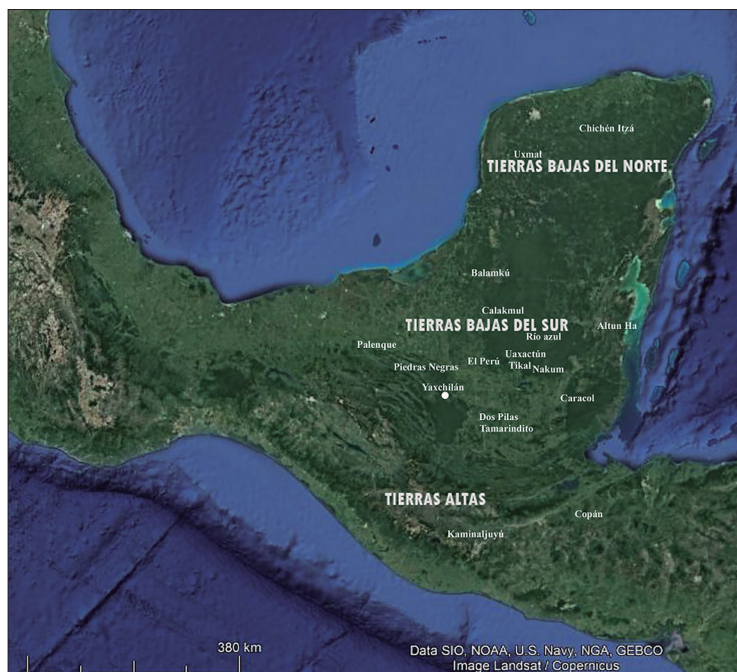 Chichén Itzá
Uxmal
TIERRAS BAJAS DEL NORTE
Balamkú
Calakmul
TIERRAS BAJAS DEL SUR
Altun Ha
Río azul
Palenque
Uaxactún
El Perú
Tikal
Piedras Negras
Nakum
Yaxchilán
Caracol
Dos Pilas
Tamarindito
TIERRAS ALTAS
Copán
Kaminaljuyú
380 km
Data SIO, NOAA, U.S. Navy, NGA, GEBCO
Image Landsat / Copernicus